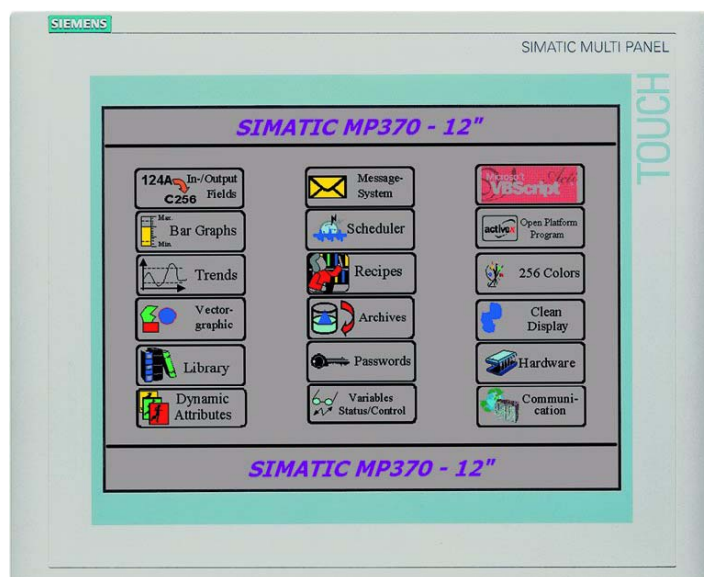 SIEMENS
SIMATIC MULTI PANEL
TOUCH
SIMATIC MP370 - 12"
124A In-/Output
C256 Fields
Message-
System
Microsoft
VBScript
Bar Graphs
Max.
Min.
Scheduler
activex
Open Platform
Program
Trends
Recipes
256 Colors
Vector-
graphic
Archives
Clean
Display
Library
Passwords
Hardware
Dynamic
Attributes
Variables
Status/Control
Communi-
cation
SIMATIC MP370 - 12"